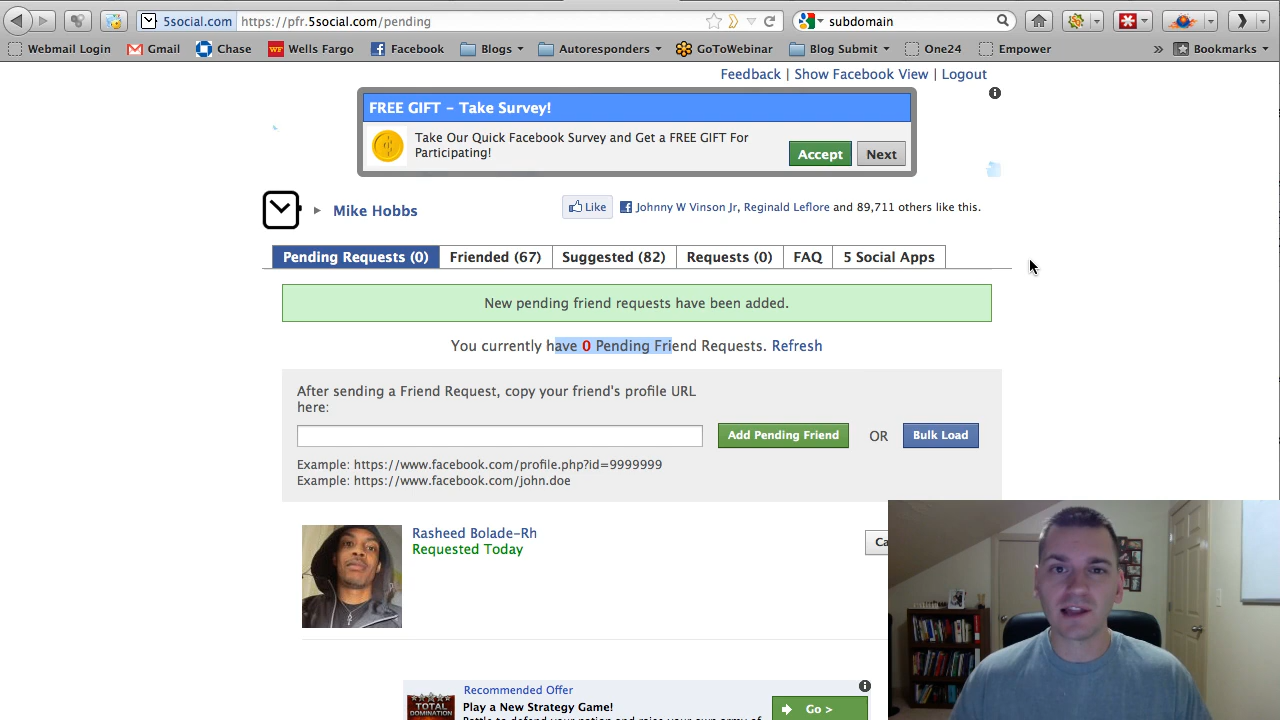 5social.com https://pfr.5social.com/pending subdomain
Webmail Login Gmail Chase Wells Fargo Facebook Blogs Autoresponders GoToWebinar Blog Submit One24 Empower » Bookmarks
Feedback | Show Facebook View | Logout
FREE GIFT - Take Survey!
Take Our Quick Facebook Survey and Get a FREE GIFT For
Participating!
Accept Next
Mike Hobbs
Like Johnny W Vinson Jr, Reginald Leflore and 89,711 others like this.
Pending Requests (0) Friended (67) Suggested (82) Requests (0) FAQ 5 Social Apps
New pending friend requests have been added.
You currently have 0 Pending Friend Requests. Refresh
After sending a Friend Request, copy your friend's profile URL
here:
Add Pending Friend OR Bulk Load
Example: https://www.facebook.com/profile.php?id=9999999
Example: https://www.facebook.com/john.doe
Rasheed Bolade-Rh
Requested Today
Ca
Recommended Offer
Play a New Strategy Game!
TOTAL
DOMINATION
Go >